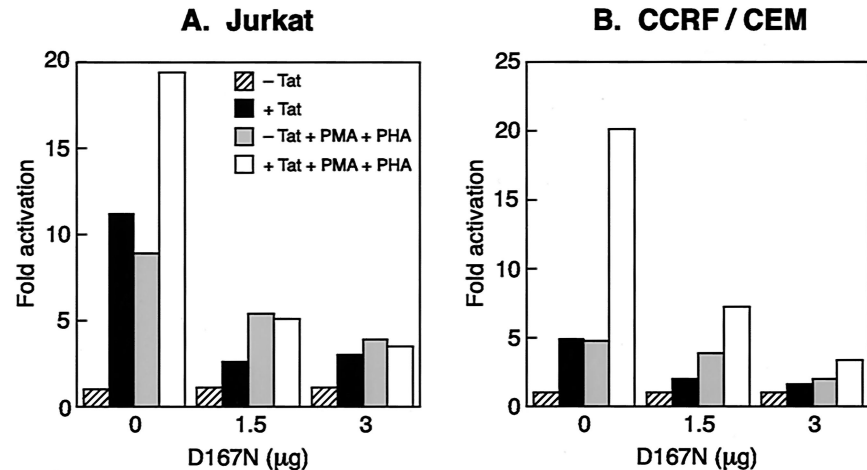 A. Jurkat
Fold activation
20
15
10
5
0
– Tat
+ Tat
– Tat + PMA + PHA
+ Tat + PMA + PHA
0 1.5 3
D167N (µg)
B. CCRF / CEM
Fold activation
25
20
15
10
5
0
0 1.5 3
D167N (µg)